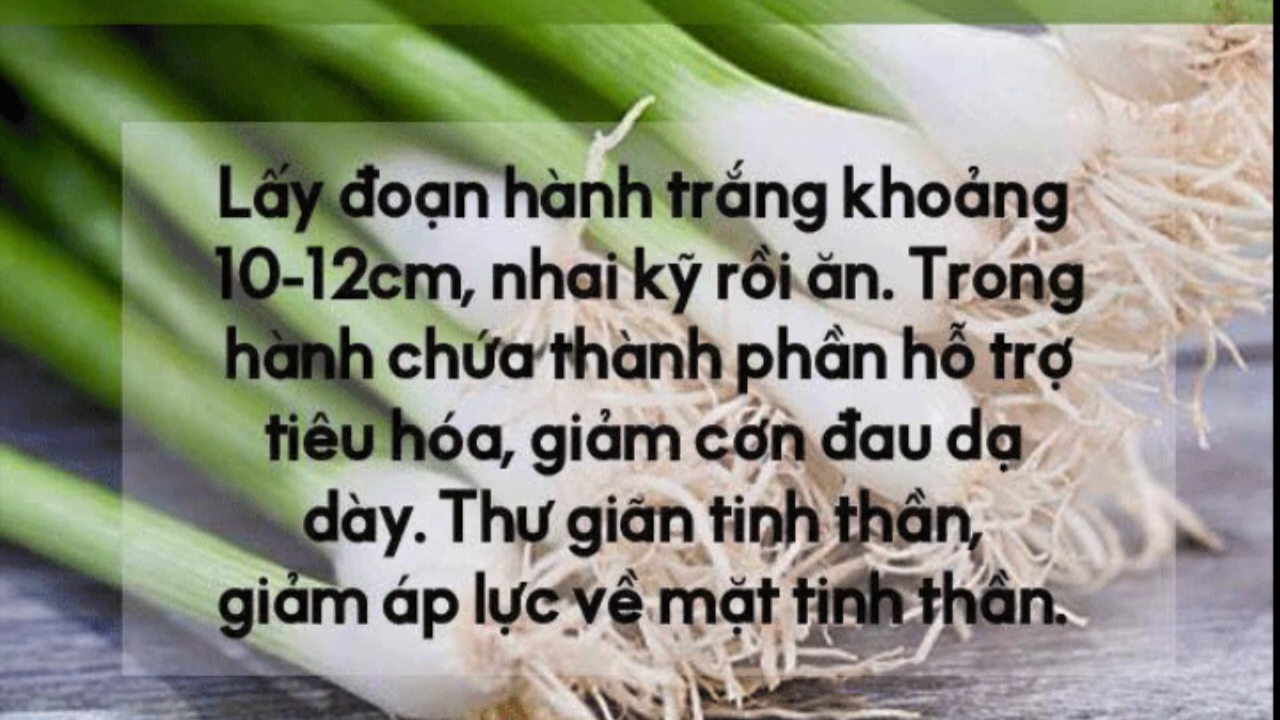 Lấy đoạn hành trắng khoảng
10-12cm, nhai kỹ rồi ăn. Trong
hành chứa thành phần hỗ trợ
tiêu hóa, giảm cơn đau dạ
dày. Thư giãn tinh thần,
giảm áp lực về mặt tinh thần.